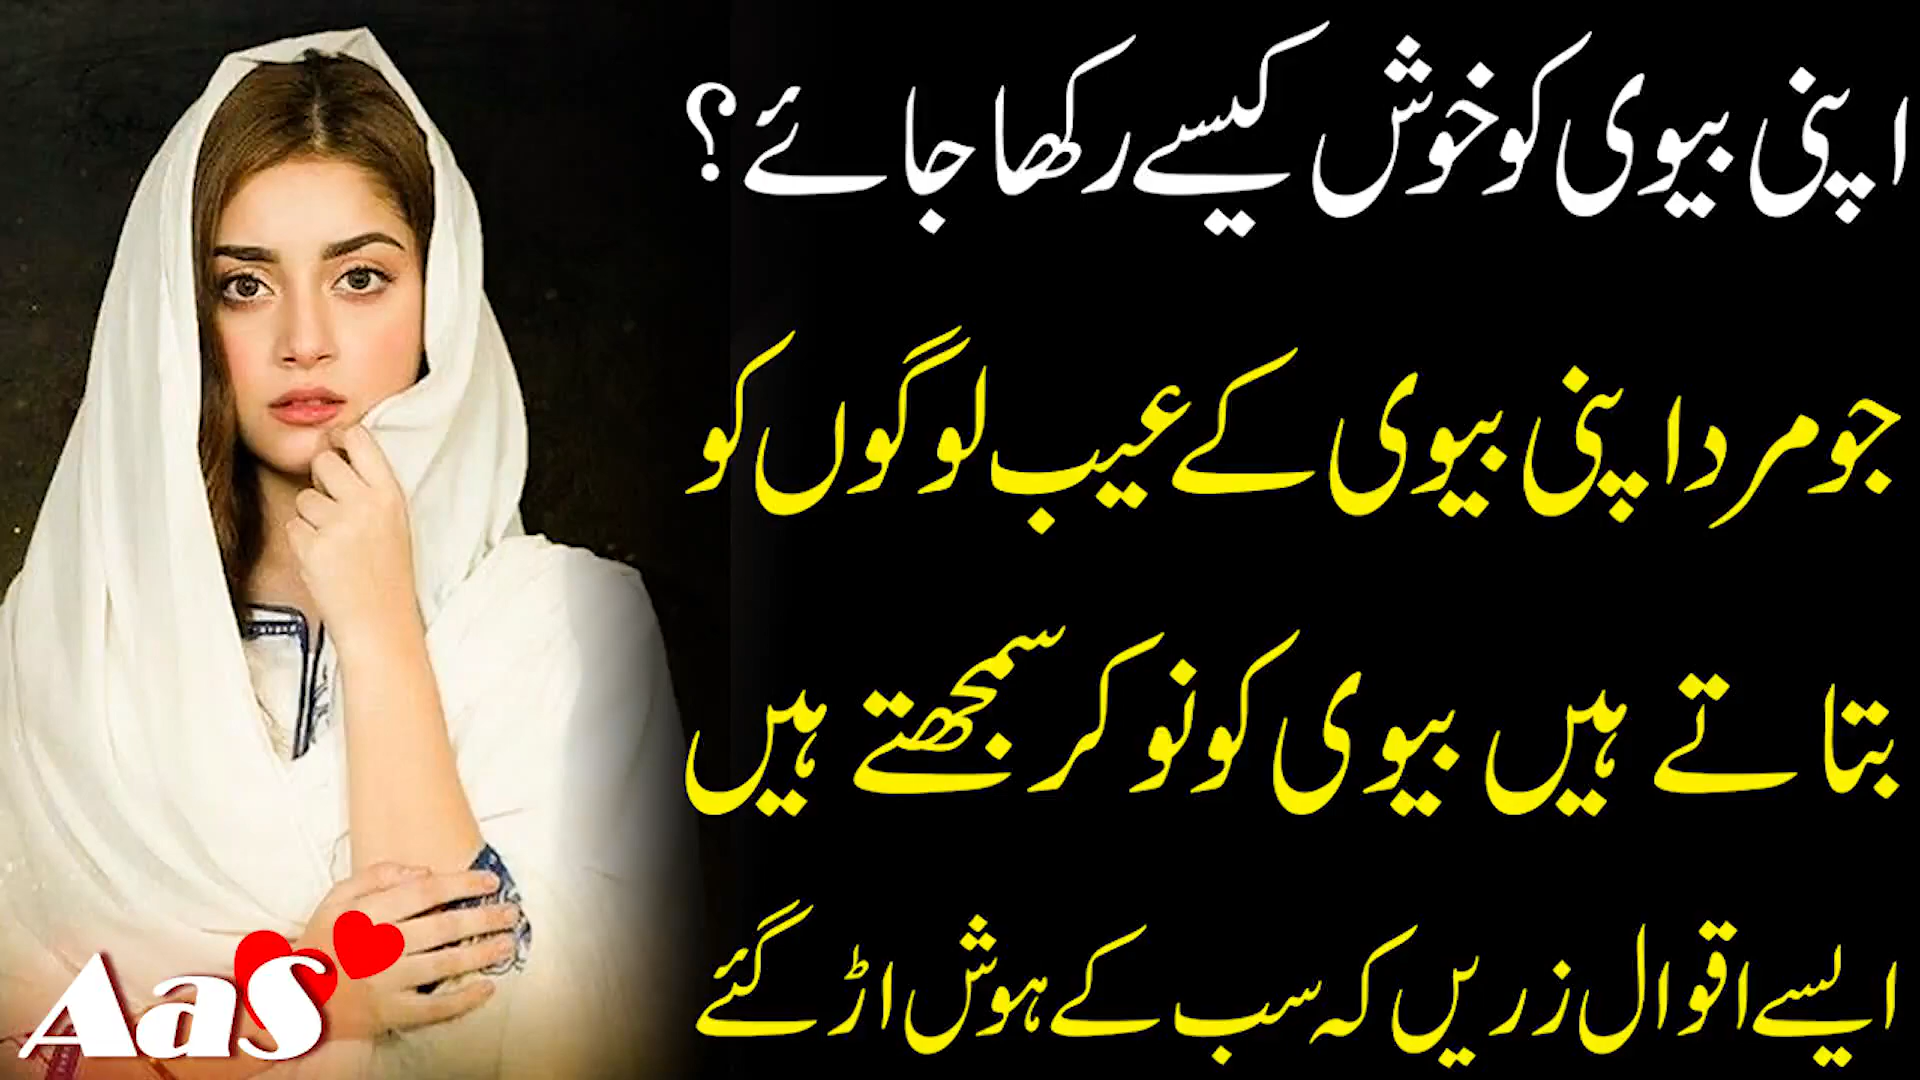 اپنی بیوی کو خوش کیسے رکھا جائے؟
جو مرد اپنی بیوی کے عیب لوگوں کو
بتاتے ہیں بیوی کو نوکر سمجھتے ہیں
ایسے اقوال زریں کہ سب کے ہوش اڑ گئے
AaS